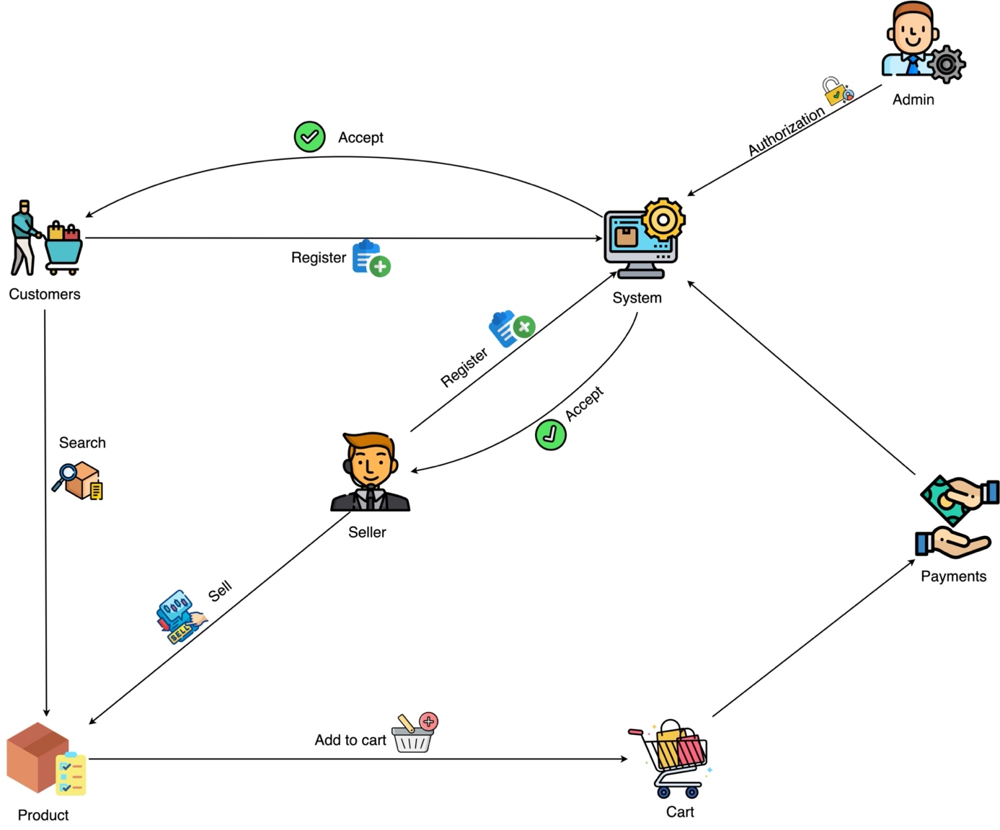 Admin
Authorization
Accept
Register
Customers
System
Register
Accept
Search
Seller
Payments
Sell
SELL
Add to cart
Product
Cart